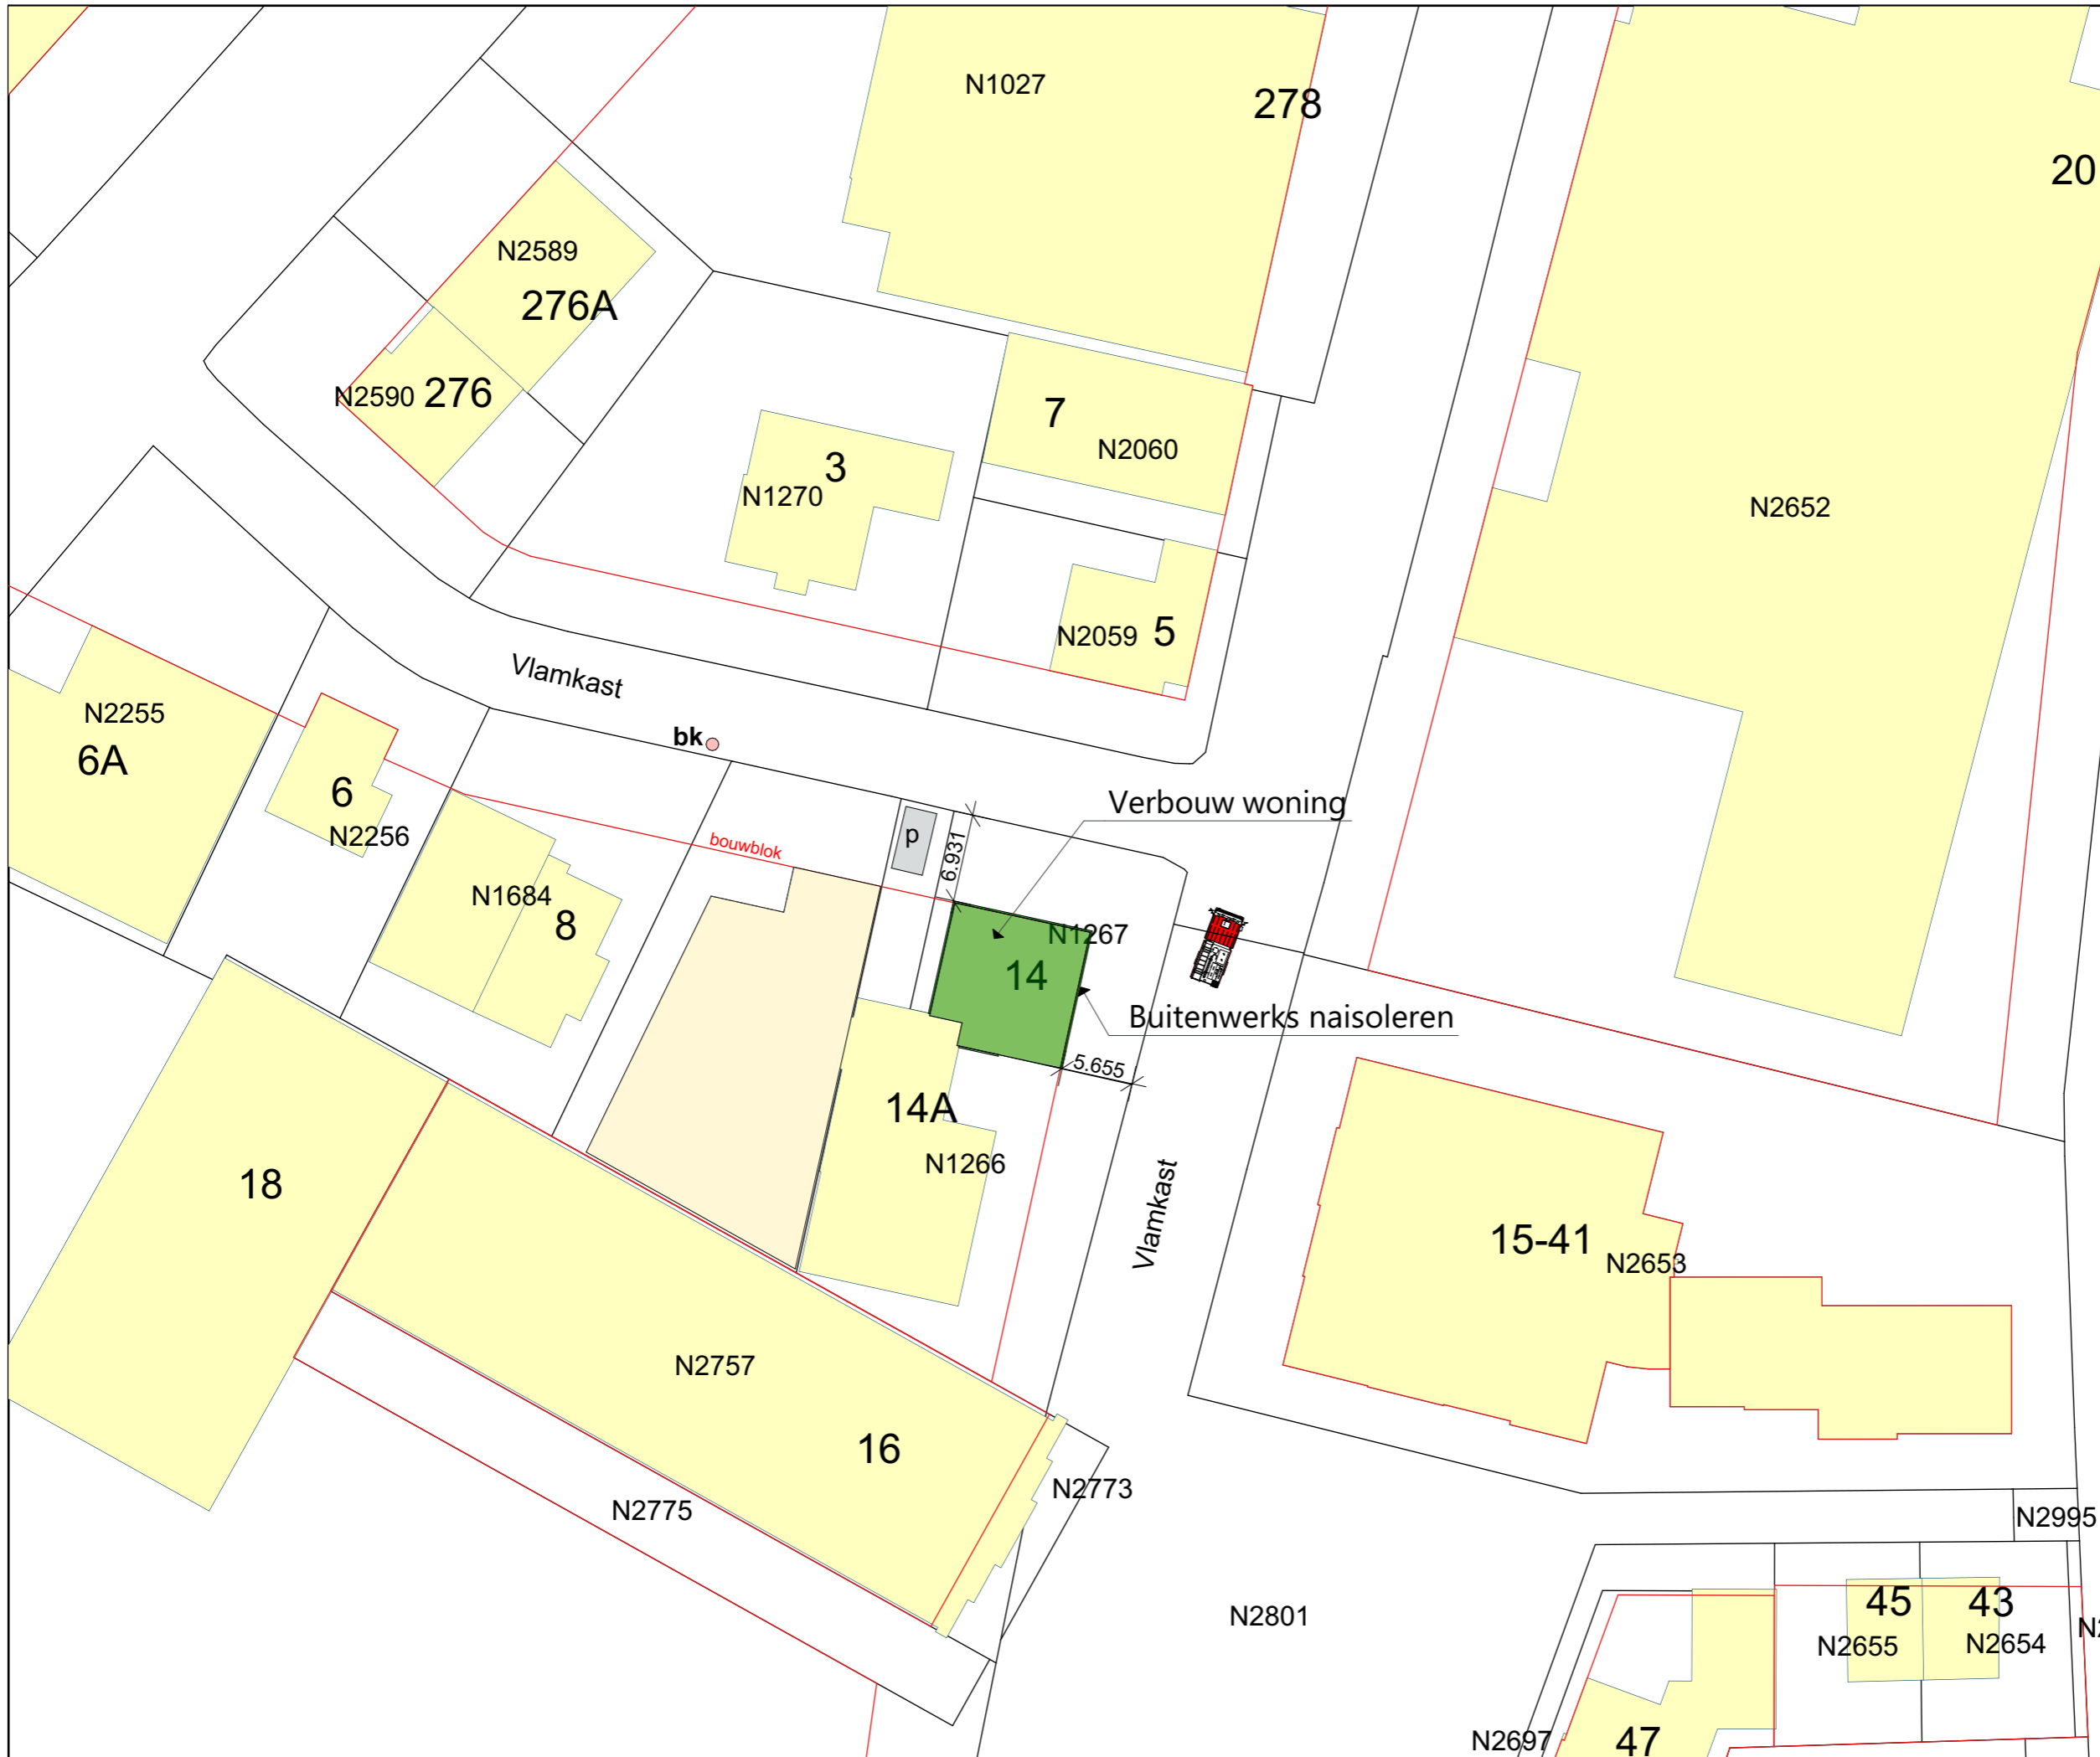 N1027
278
20
N2589
276A
N2590 276
7
N2060
3
N1270
N2652
N2059 5
Vlamkast
N2255
6A
bk
6
N2256
Verbouw woning
bouwblok
p
6.931
N1684
8
N1267
14
Buitenwerks naisoleren
5.655
14A
N1266
Vlamkast
18
15-41
N2653
N2757
16
N2773
N2775
N2995
N2801
45
43
N2655
N2654
N2697
47